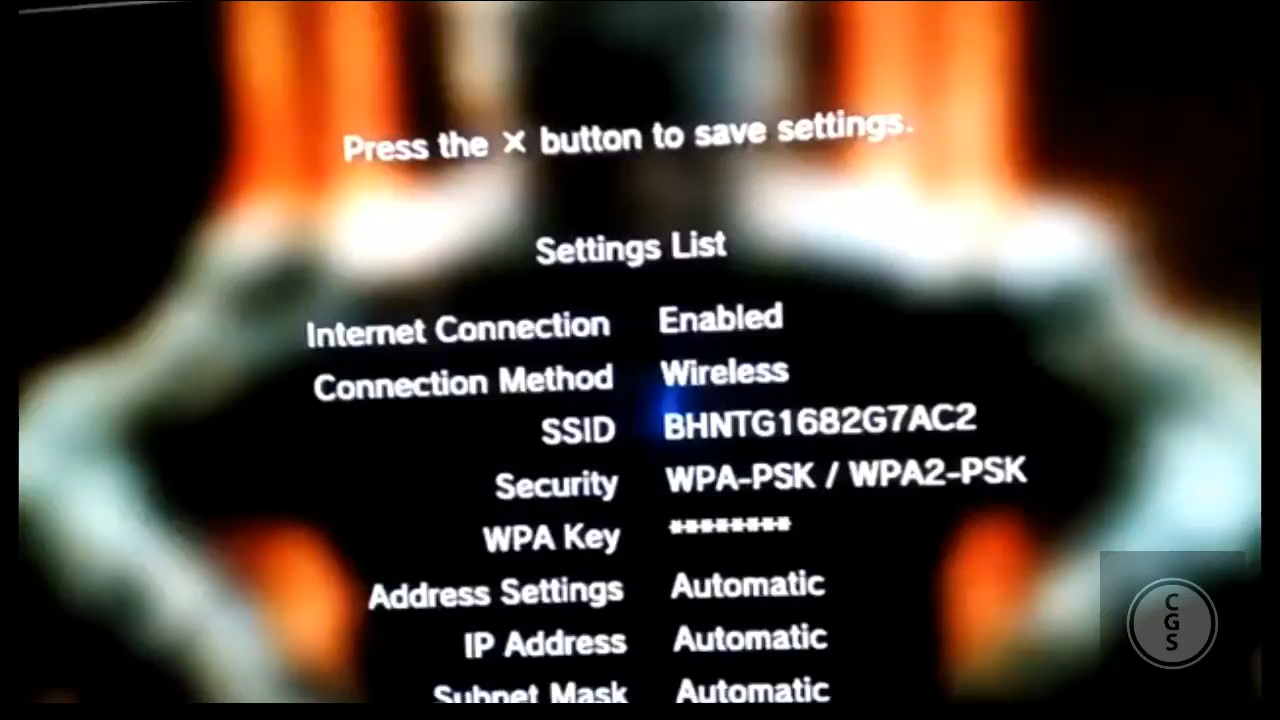 Press the ✕ button to save settings.
Settings List
Internet Connection Enabled
Connection Method Wireless
SSID BHNTG1682G7AC2
Security WPA-PSK / WPA2-PSK
WPA Key ********
Address Settings Automatic
IP Address Automatic
Subnet Mask Automatic
C
G
S